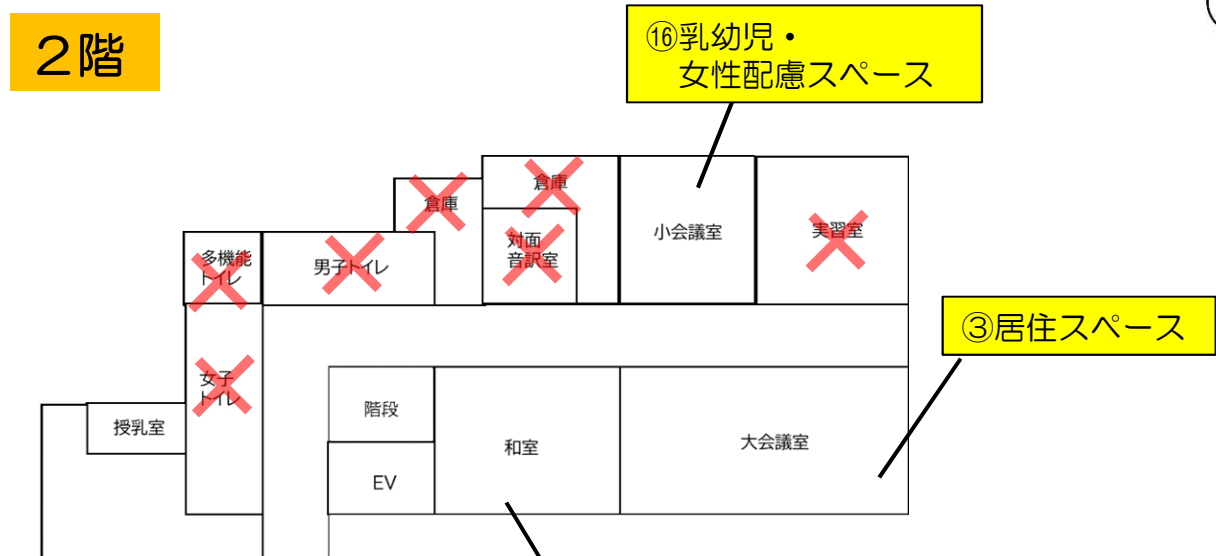 ２階
⑯乳幼児・
女性配慮スペース
倉庫
倉庫
対面
音訳室
小会議室
実習室
多機能
トイレ
男子トイレ
③居住スペース
女子
トイレ
授乳室
階段
和室
大会議室
EV